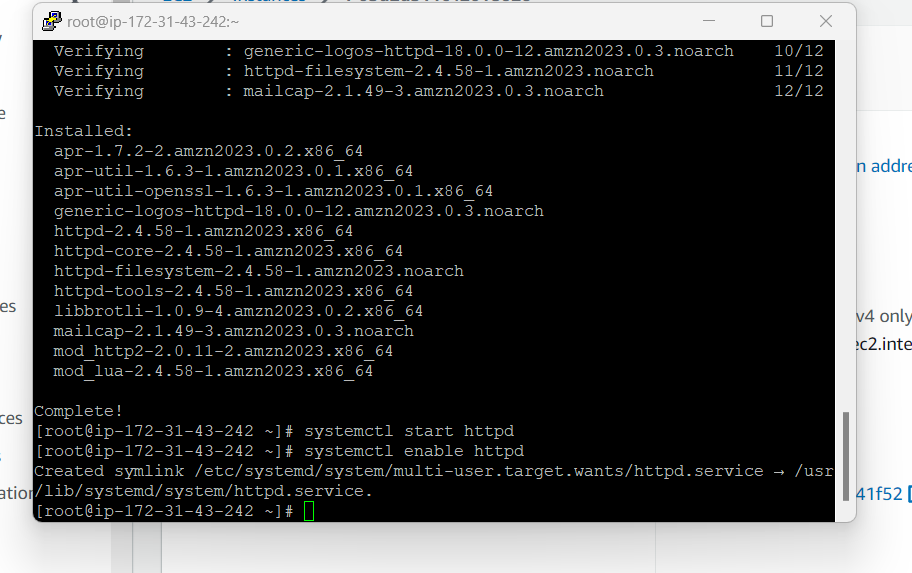 root@ip-172-31-43-242:~
Verifying : generic-logos-httpd-18.0.0-12.amzn2023.0.3.noarch 10/12
Verifying : httpd-filesystem-2.4.58-1.amzn2023.noarch 11/12
Verifying : mailcap-2.1.49-3.amzn2023.0.3.noarch 12/12
Installed:
apr-1.7.2-2.amzn2023.0.2.x86_64
apr-util-1.6.3-1.amzn2023.0.1.x86_64
apr-util-openssl-1.6.3-1.amzn2023.0.1.x86_64
generic-logos-httpd-18.0.0-12.amzn2023.0.3.noarch
httpd-2.4.58-1.amzn2023.x86_64
httpd-core-2.4.58-1.amzn2023.x86_64
httpd-filesystem-2.4.58-1.amzn2023.noarch
httpd-tools-2.4.58-1.amzn2023.x86_64
libbrotli-1.0.9-4.amzn2023.0.2.x86_64
mailcap-2.1.49-3.amzn2023.0.3.noarch
mod_http2-2.0.11-2.amzn2023.x86_64
mod_lua-2.4.58-1.amzn2023.x86_64
Complete!
[root@ip-172-31-43-242 ~]# systemctl start httpd
[root@ip-172-31-43-242 ~]# systemctl enable httpd
Created symlink /etc/systemd/system/multi-user.target.wants/httpd.service → /usr
/lib/systemd/system/httpd.service.
[root@ip-172-31-43-242 ~]#
n addre
v4 only
ec2.inte
41f52
es
ces
ation